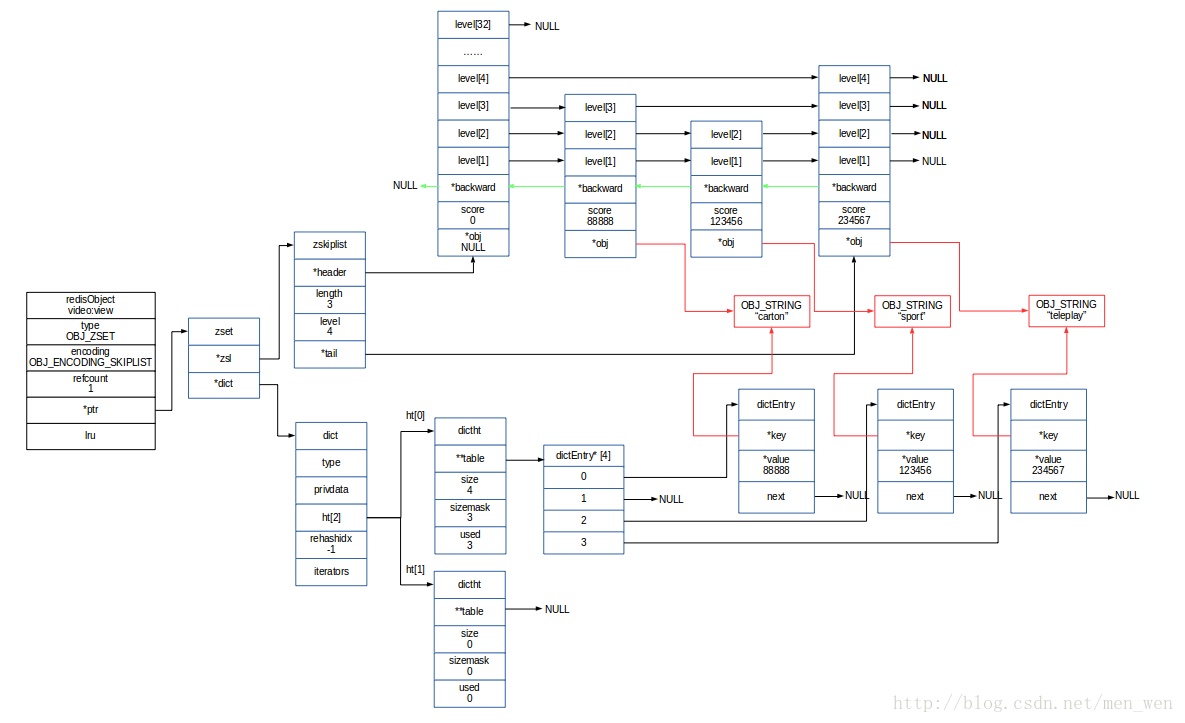 level[32]
NULL
......
level[4]
level[3]
level[2]
level[1]
NULL
*backward
score
0
*obj
NULL
level[3]
level[2]
level[1]
*backward
score
88888
*obj
level[2]
level[1]
*backward
score
123456
*obj
level[4]
NULL
level[3]
NULL
level[2]
NULL
level[1]
NULL
*backward
score
234567
*obj
zskiplist
*header
length
3
level
4
*tail
redisObject
video:view
type
OBJ_ZSET
encoding
OBJ_ENCODING_SKIPLIST
refcount
1
*ptr
lru
zset
*zsl
*dict
OBJ_STRING
“carton”
OBJ_STRING
“sport”
OBJ_STRING
“teleplay”
dict
type
privdata
ht[2]
rehashidx
-1
iterators
ht[0]
dictht
**table
size
4
sizemask
3
used
3
dictEntry* [4]
0
1
NULL
2
3
dictEntry
*key
*value
88888
next
NULL
dictEntry
*key
*value
123456
next
NULL
dictEntry
*key
*value
234567
next
NULL
ht[1]
dictht
**table
NULL
size
0
sizemask
0
used
0
http://blog.csdn.net/men_wen